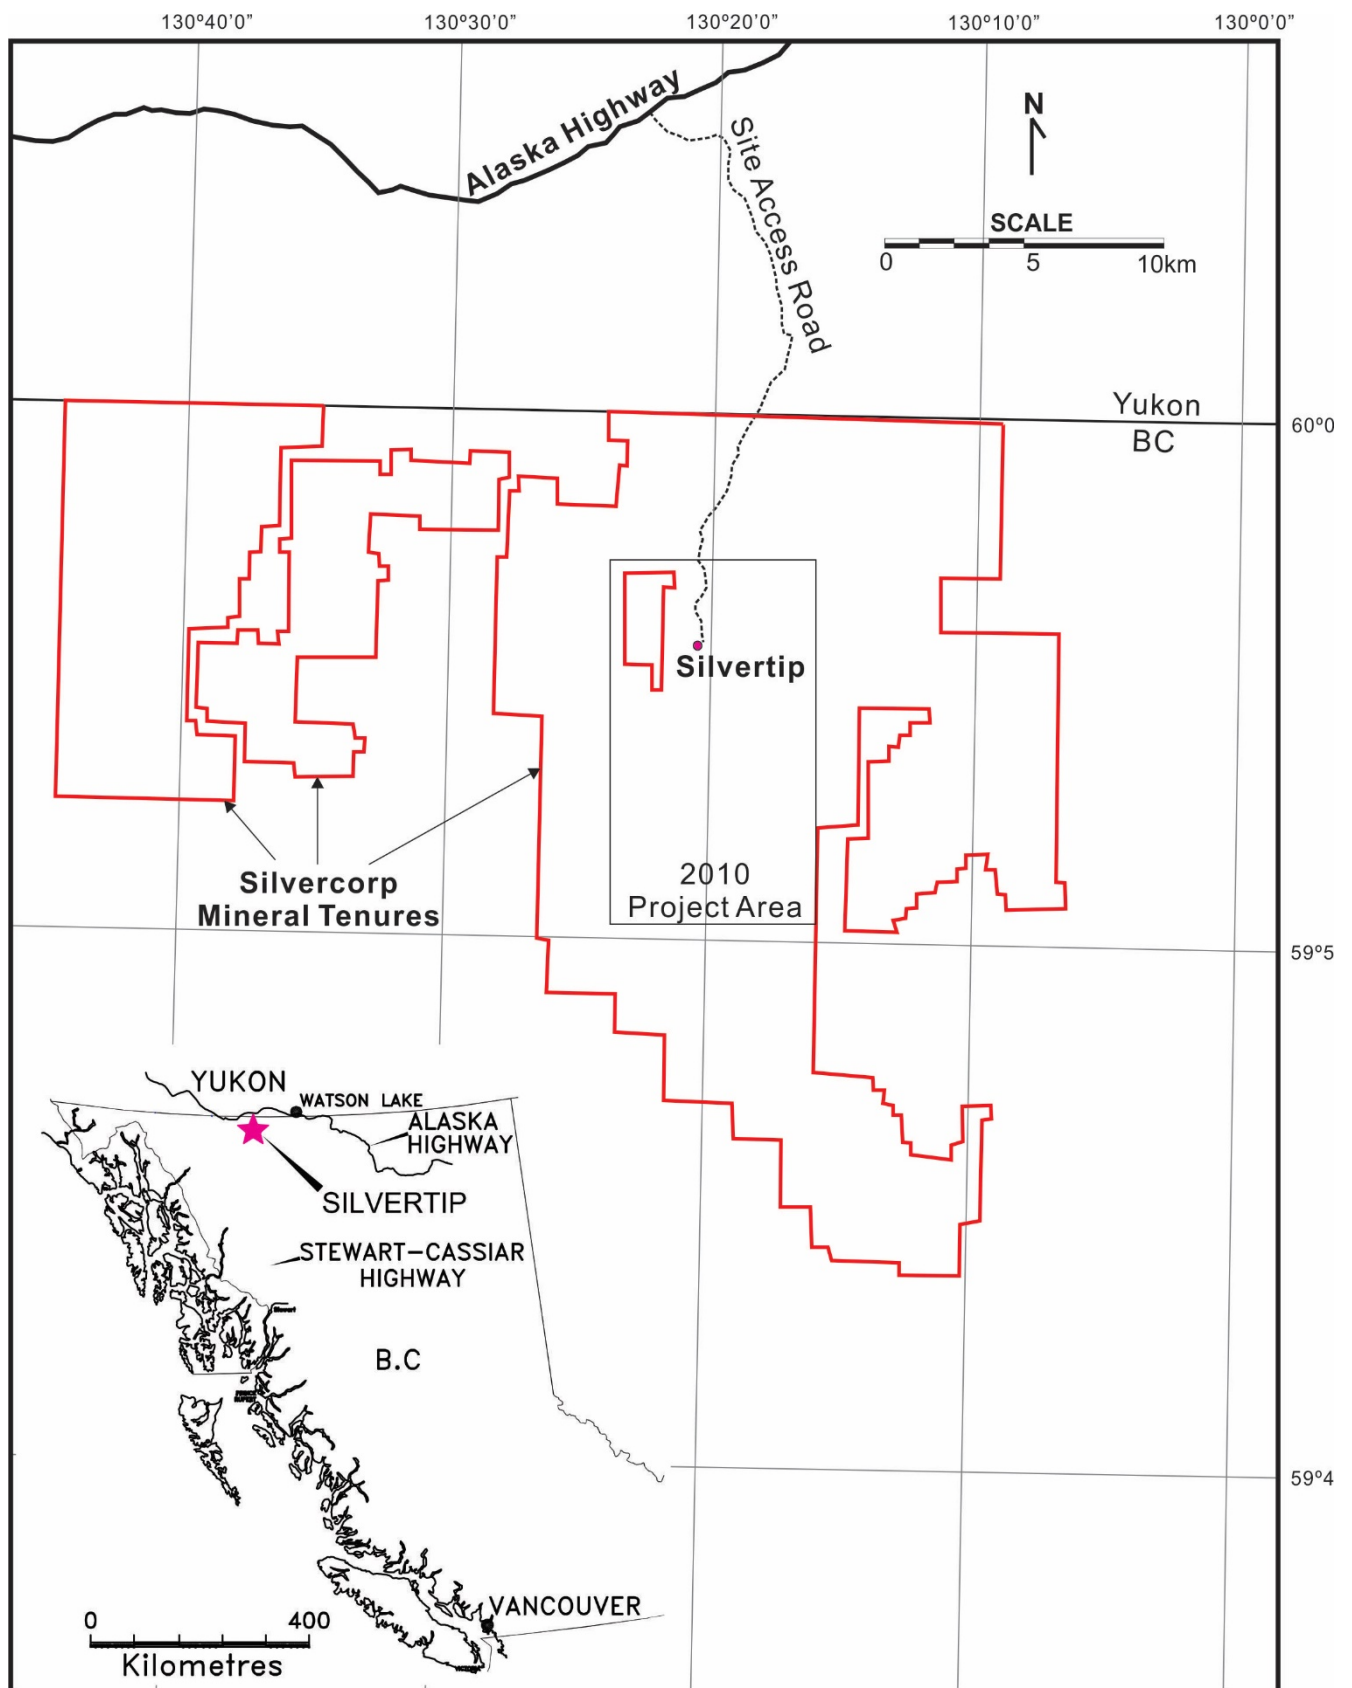 130°40'0" 130°30'0" 130°20'0" 130°10'0" 130°0'0"
Alaska Highway
Site Access Road
N
SCALE
0 5 10km
Yukon
BC
60°0
Silvertip
2010
Project Area
Silvercorp
Mineral Tenures
59°5
YUKON
WATSON LAKE
ALASKA
HIGHWAY
SILVERTIP
STEWART-CASSIAR
HIGHWAY
B.C
59°4
VANCOUVER
0 400
Kilometres